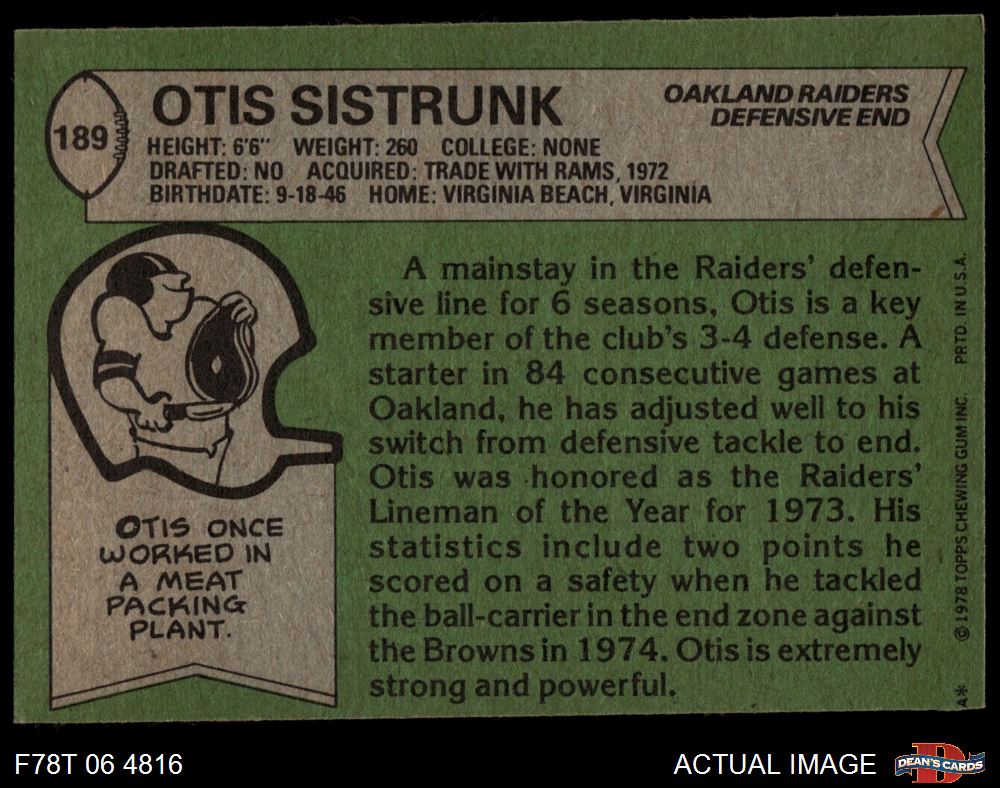 189
OTIS SISTRUNK
OAKLAND RAIDERS
DEFENSIVE END
HEIGHT: 6'6" WEIGHT: 260 COLLEGE: NONE
DRAFTED: NO ACQUIRED: TRADE WITH RAMS, 1972
BIRTHDATE: 9-18-46 HOME: VIRGINIA BEACH, VIRGINIA
A mainstay in the Raiders' defen-
sive line for 6 seasons, Otis is a key
member of the club's 3-4 defense. A
starter in 84 consecutive games at
Oakland, he has adjusted well to his
switch from defensive tackle to end.
Otis was honored as the Raiders'
Lineman of the Year for 1973. His
statistics include two points he
scored on a safety when he tackled
the ball-carrier in the end zone against
the Browns in 1974. Otis is extremely
strong and powerful.
OTIS ONCE
WORKED IN
A MEAT
PACKING
PLANT.
A* © 1978 TOPPS CHEWING GUM INC. PRTD. IN U.S.A.
F78T 06 4816
ACTUAL IMAGE
D
DEAN'S CARDS